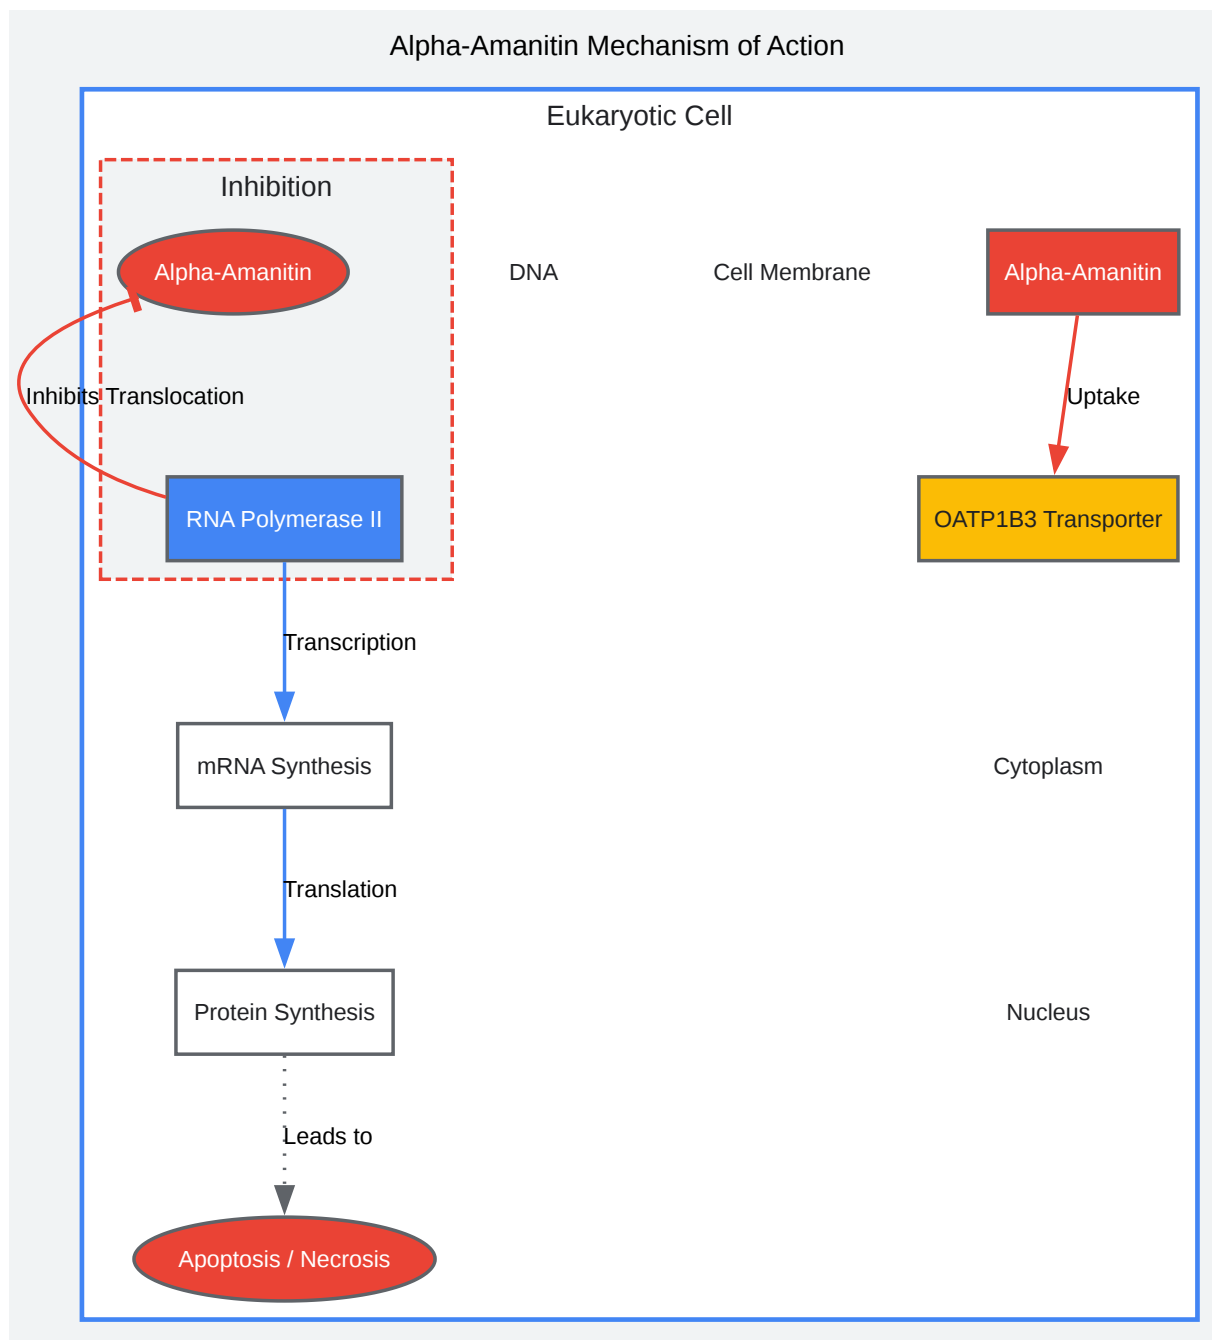 Alpha-Amanitin Mechanism of Action
Eukaryotic Cell
Inhibition
Alpha-Amanitin
DNA
Cell Membrane
Alpha-Amanitin
Inhibits Translocation
Uptake
RNA Polymerase II
OATP1B3 Transporter
Transcription
mRNA Synthesis
Cytoplasm
Translation
Protein Synthesis
Nucleus
Leads to
Apoptosis / Necrosis